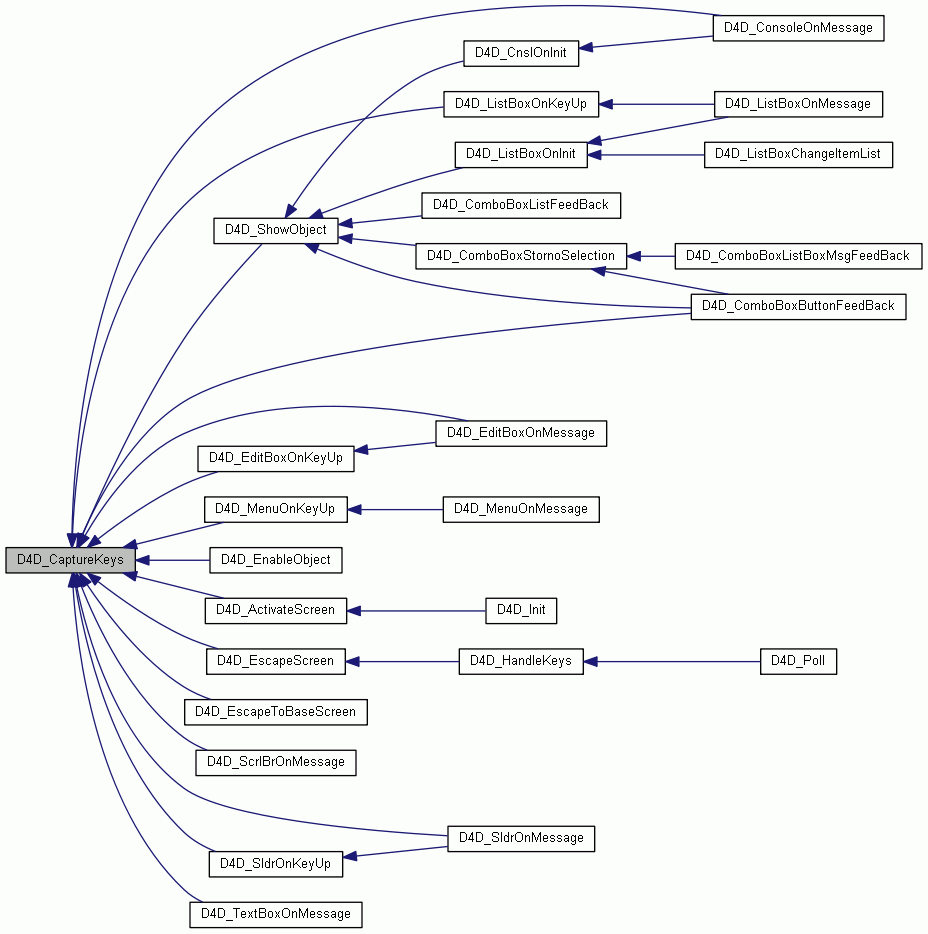 D4D_ConsoleOnMessage
D4D_CnslOnInit
D4D_ListBoxOnKeyUp
D4D_ListBoxOnMessage
D4D_ListBoxOnInit
D4D_ListBoxChangeItemList
D4D_ComboBoxListFeedBack
D4D_ShowObject
D4D_ComboBoxStornoSelection
D4D_ComboBoxListBoxMsgFeedBack
D4D_ComboBoxButtonFeedBack
D4D_EditBoxOnMessage
D4D_EditBoxOnKeyUp
D4D_MenuOnKeyUp
D4D_MenuOnMessage
D4D_CaptureKeys
D4D_EnableObject
D4D_ActivateScreen
D4D_Init
D4D_EscapeScreen
D4D_HandleKeys
D4D_Poll
D4D_EscapeToBaseScreen
D4D_ScrlBrOnMessage
D4D_SldrOnMessage
D4D_SldrOnKeyUp
D4D_TextBoxOnMessage